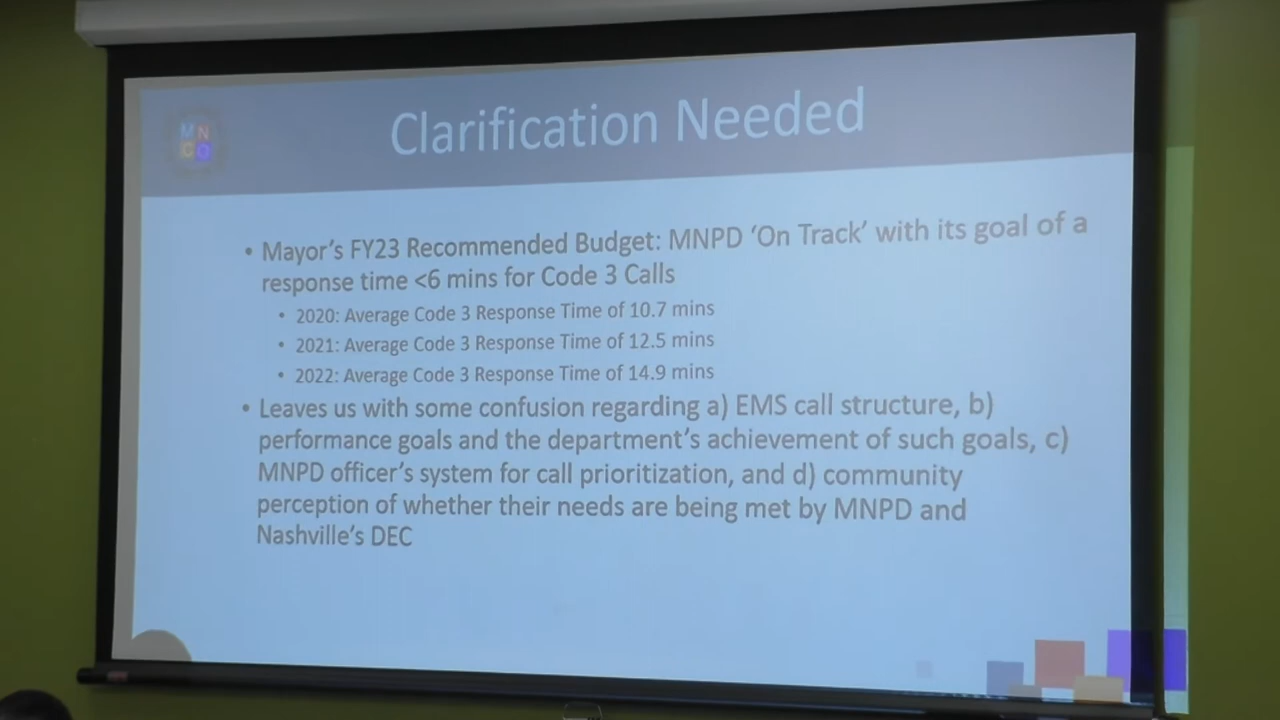 MN
CO
Clarification Needed
• Mayor's FY23 Recommended Budget: MNPD 'On Track' with its goal of a
response time <6 mins for Code 3 Calls
• 2020: Average Code 3 Response Time of 10.7 mins
• 2021: Average Code 3 Response Time of 12.5 mins
• 2022: Average Code 3 Response Time of 14.9 mins
• Leaves us with some confusion regarding a) EMS call structure, b)
performance goals and the department's achievement of such goals, c)
MNPD officer's system for call prioritization, and d) community
perception of whether their needs are being met by MNPD and
Nashville's DEC